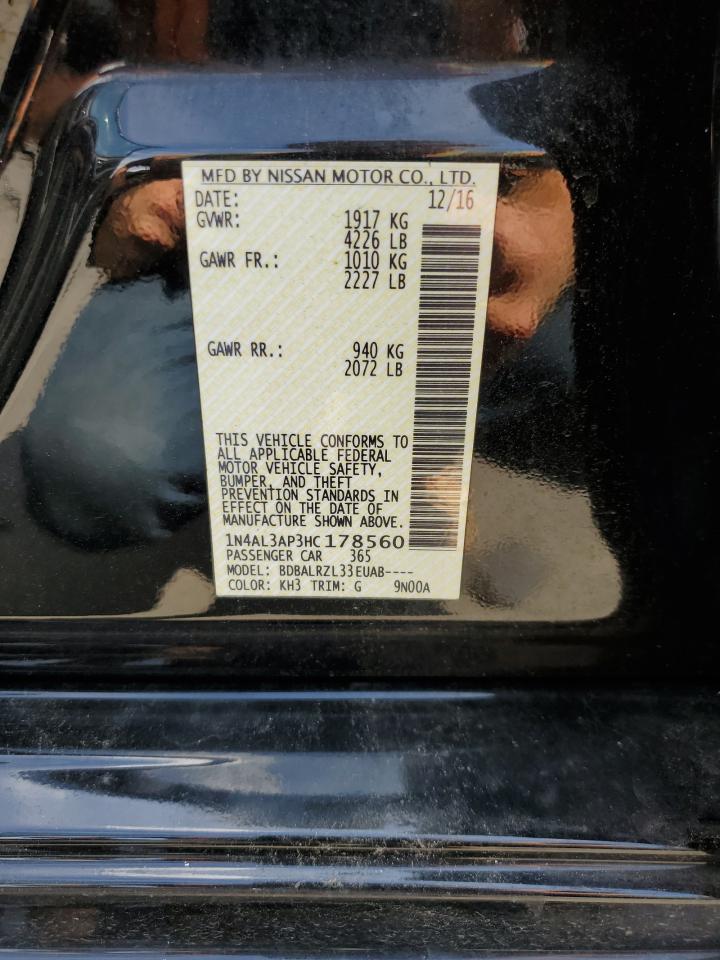 MFD BY NISSAN MOTOR CO., LTD.
DATE: 12/16
GVWR: 1917 KG
4226 LB
GAWR FR.: 1010 KG
2227 LB
GAWR RR.: 940 KG
2072 LB
THIS VEHICLE CONFORMS TO
ALL APPLICABLE FEDERAL
MOTOR VEHICLE SAFETY,
BUMPER, AND THEFT
PREVENTION STANDARDS IN
EFFECT ON THE DATE OF
MANUFACTURE SHOWN ABOVE.
1N4AL3AP3HC178560
PASSENGER CAR 365
MODEL: BDBALRZL33EUAB----
COLOR: KH3 TRIM: G 9N00A